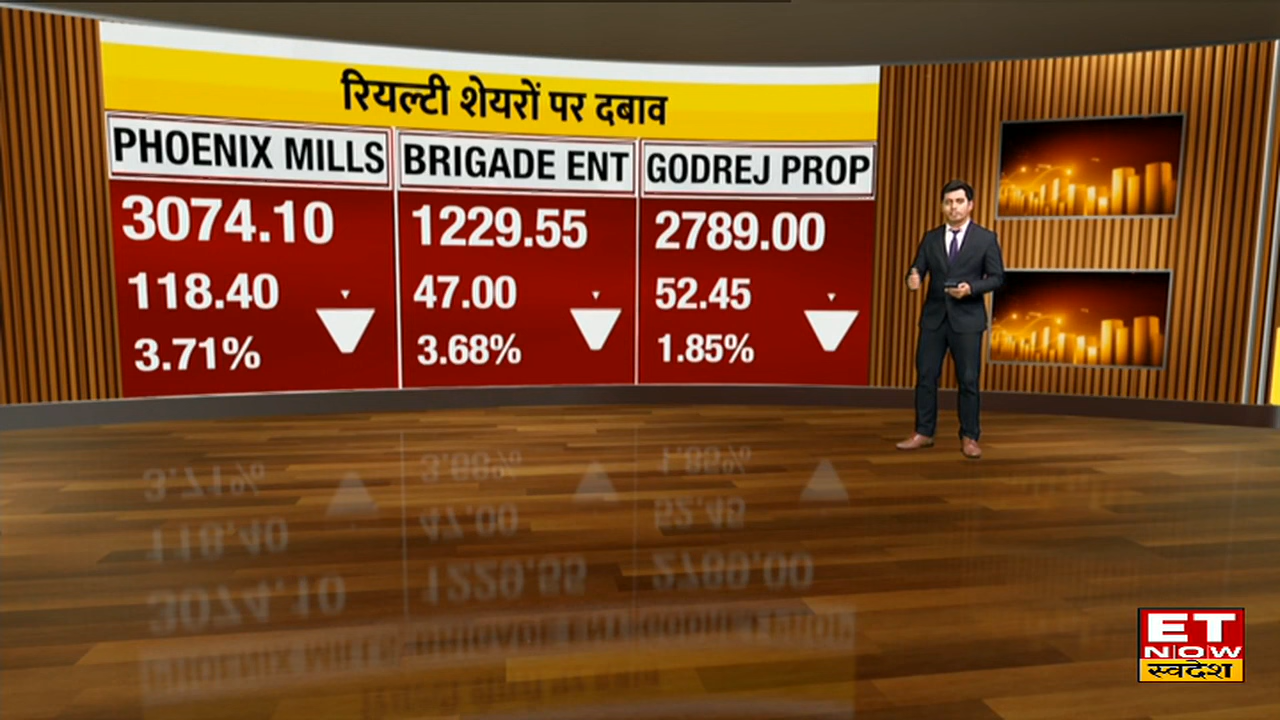 रियल्टी शेयरों पर दबाव
PHOENIX MILLS
3074.10
118.40
3.71%
BRIGADE ENT
1229.55
47.00
3.68%
GODREJ PROP
2789.00
52.45
1.85%
ET
NOW
स्वदेश